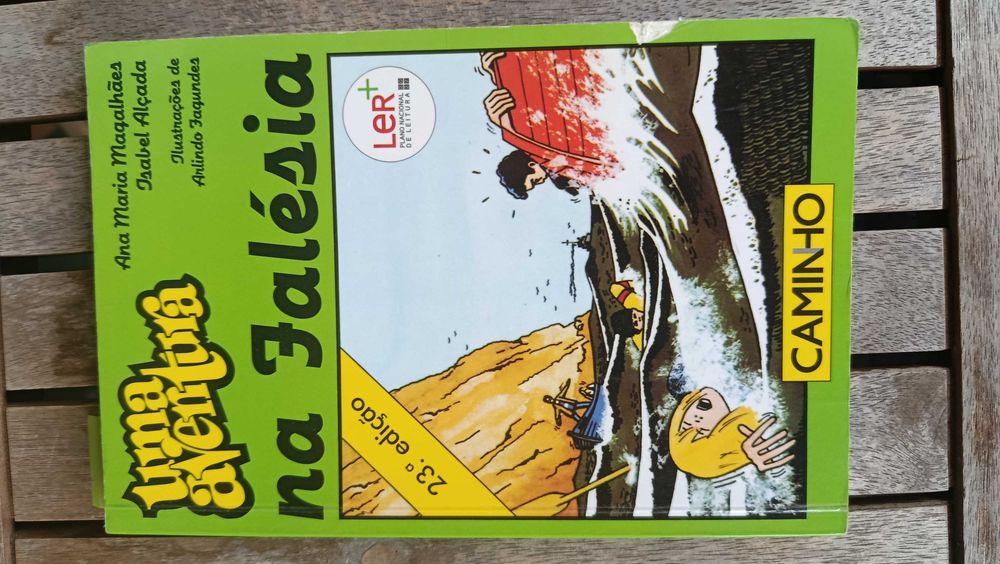 Ana Maria Magalhães
Isabel Alçada
Ilustrações de
Arlindo Fagundes
uma
aventura
na Falésia
LeR+
PLANO NACIONAL
DE LEITURA
23.ª edição
CAMINHO